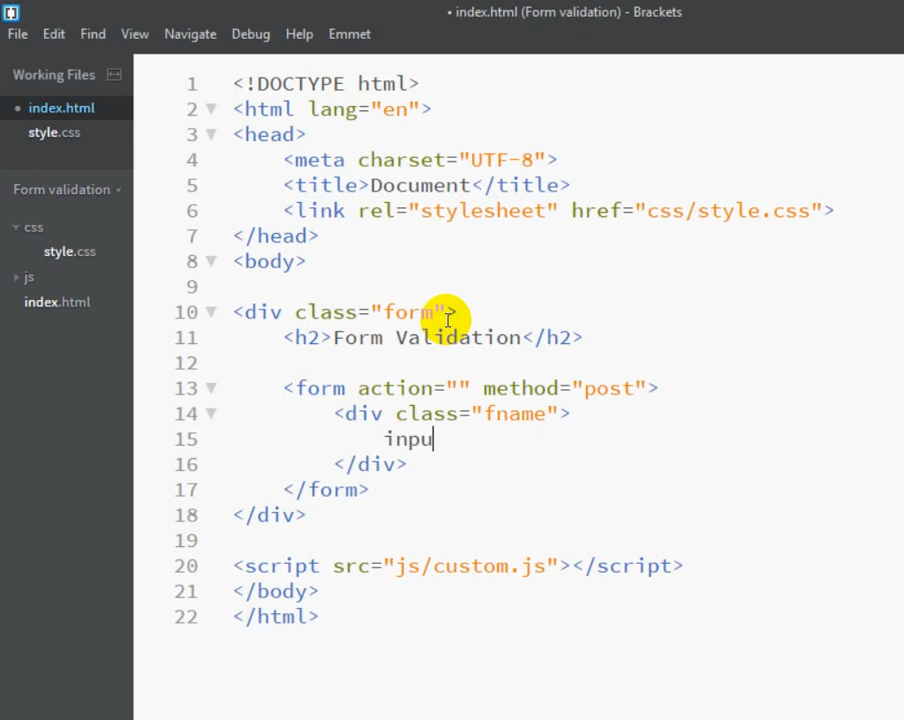 • index.html (Form validation) - Brackets
File Edit Find View Navigate Debug Help Emmet
Working Files
• index.html
style.css
Form validation
css
style.css
js
index.html
1 <!DOCTYPE html>
2 <html lang="en">
3 <head>
4 <meta charset="UTF-8">
5 <title>Document</title>
6 <link rel="stylesheet" href="css/style.css">
7 </head>
8 <body>
9
10 <div class="form">
11 <h2>Form Validation</h2>
12
13 <form action="" method="post">
14 <div class="fname">
15 inpu
16 </div>
17 </form>
18 </div>
19
20 <script src="js/custom.js"></script>
21 </body>
22 </html>